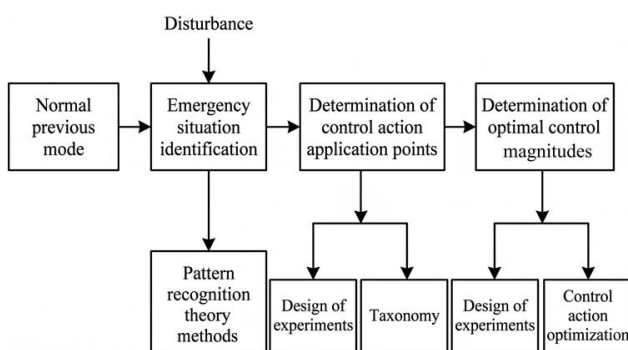 Disturbance
Normal
previous
mode
Emergency
situation
identification
Determination of
control action
application points
Determination of
optimal control
magnitudes
Pattern
recognition
theory
methods
Design of
experiments
Taxonomy
Design of
experiments
Control
action
optimization